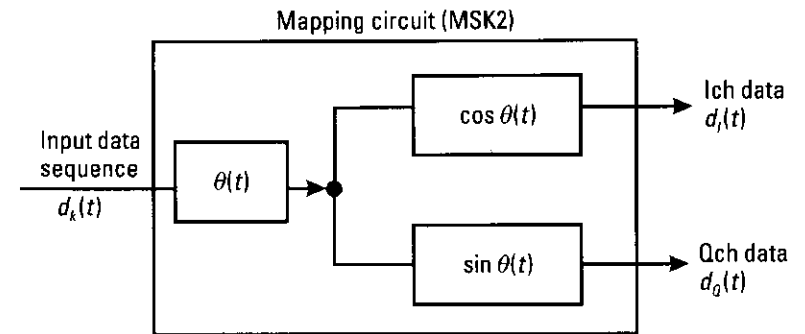 Mapping circuit (MSK2)
Input data
sequence
d_k(t)
θ(t)
cos θ(t)
sin θ(t)
Ich data
d_I(t)
Qch data
d_Q(t)